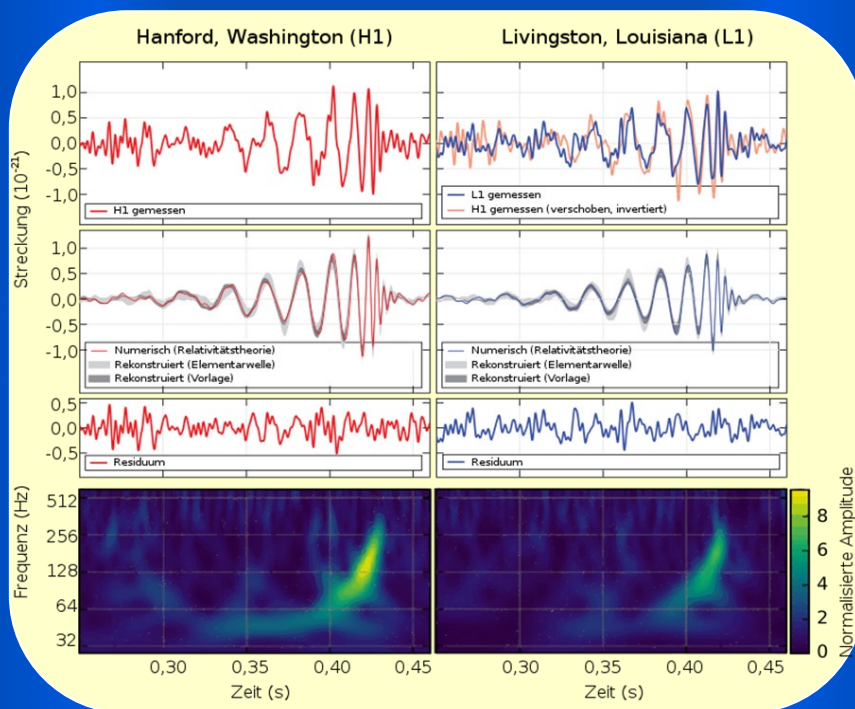 Hanford, Washington (H1)
Livingston, Louisiana (L1)
Streckung (10⁻²¹)
1,0
0,5
0,0
-0,5
-1,0
H1 gemessen
L1 gemessen
H1 gemessen (verschoben, invertiert)
1,0
0,5
0,0
-0,5
-1,0
Numerisch (Relativitätstheorie)
Rekonstruiert (Elementarwelle)
Rekonstruiert (Vorlage)
Numerisch (Relativitätstheorie)
Rekonstruiert (Elementarwelle)
Rekonstruiert (Vorlage)
0,5
0,0
-0,5
Residuum
Residuum
Frequenz (Hz)
512
256
128
64
32
0,30 0,35 0,40 0,45
Zeit (s)
0,30 0,35 0,40 0,45
Zeit (s)
8
6
4
2
0
Normalisierte Amplitude